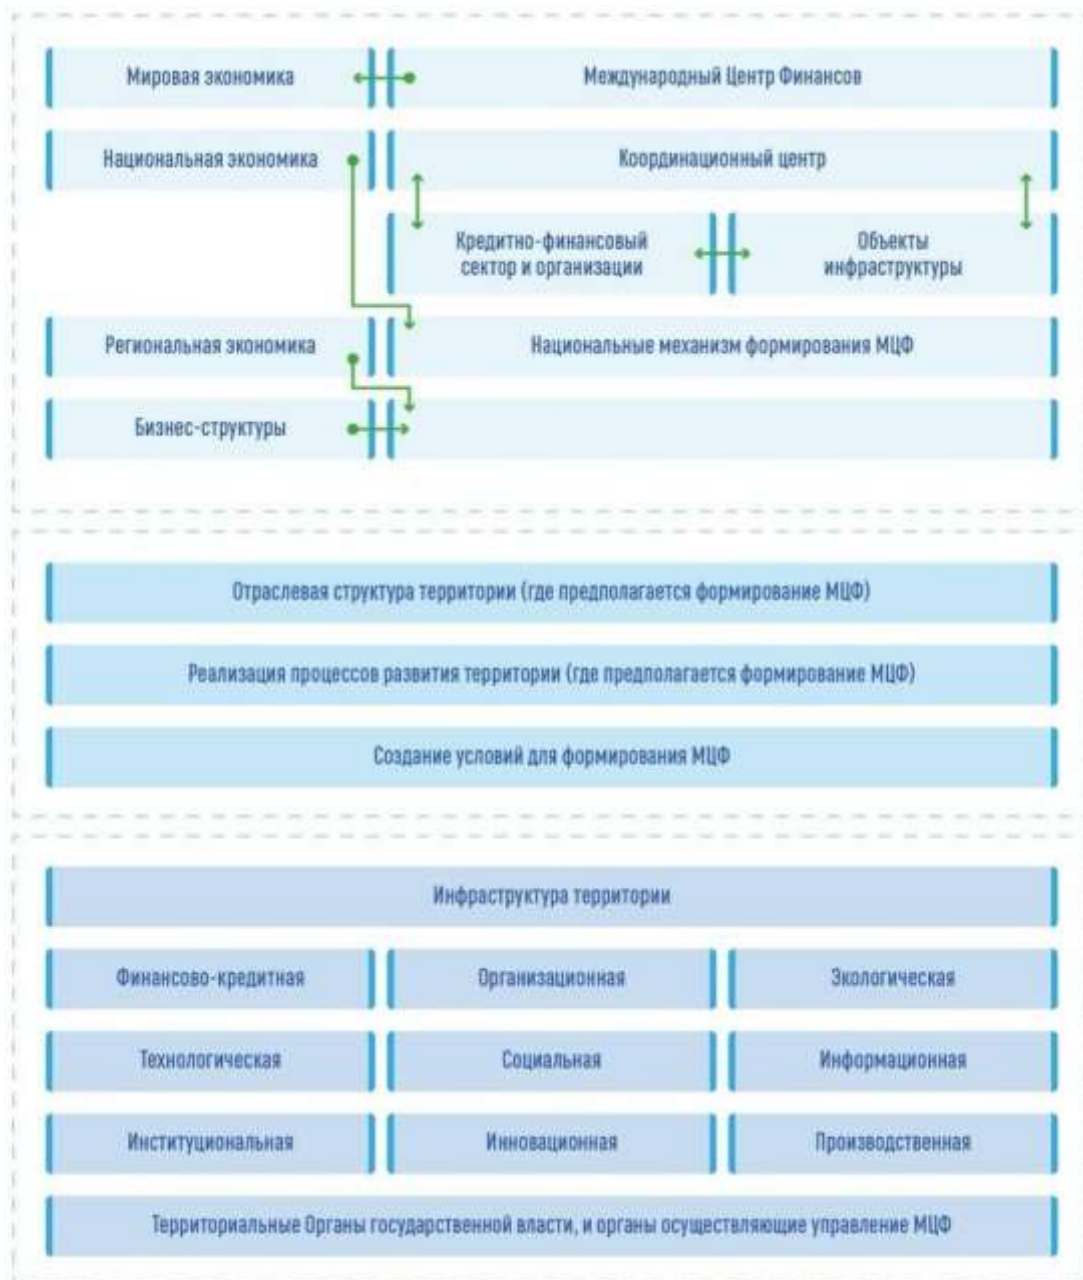 Мировая экономика
Международный Центр Финансов
Национальная экономика
Координационный центр
Кредитно-финансовый
сектор и организации
Объекты
инфраструктуры
Региональная экономика
Национальные механизм формирования МЦФ
Бизнес-структуры
Отраслевая структура территории (где предполагается формирование МЦФ)
Реализация процессов развития территории (где предполагается формирование МЦФ)
Создание условий для формирования МЦФ
Инфраструктура территории
Финансово-кредитная
Организационная
Экологическая
Технологическая
Социальная
Информационная
Институциональная
Инновационная
Производственная
Территориальные Органы государственной власти, и органы осуществляющие управление МЦФ